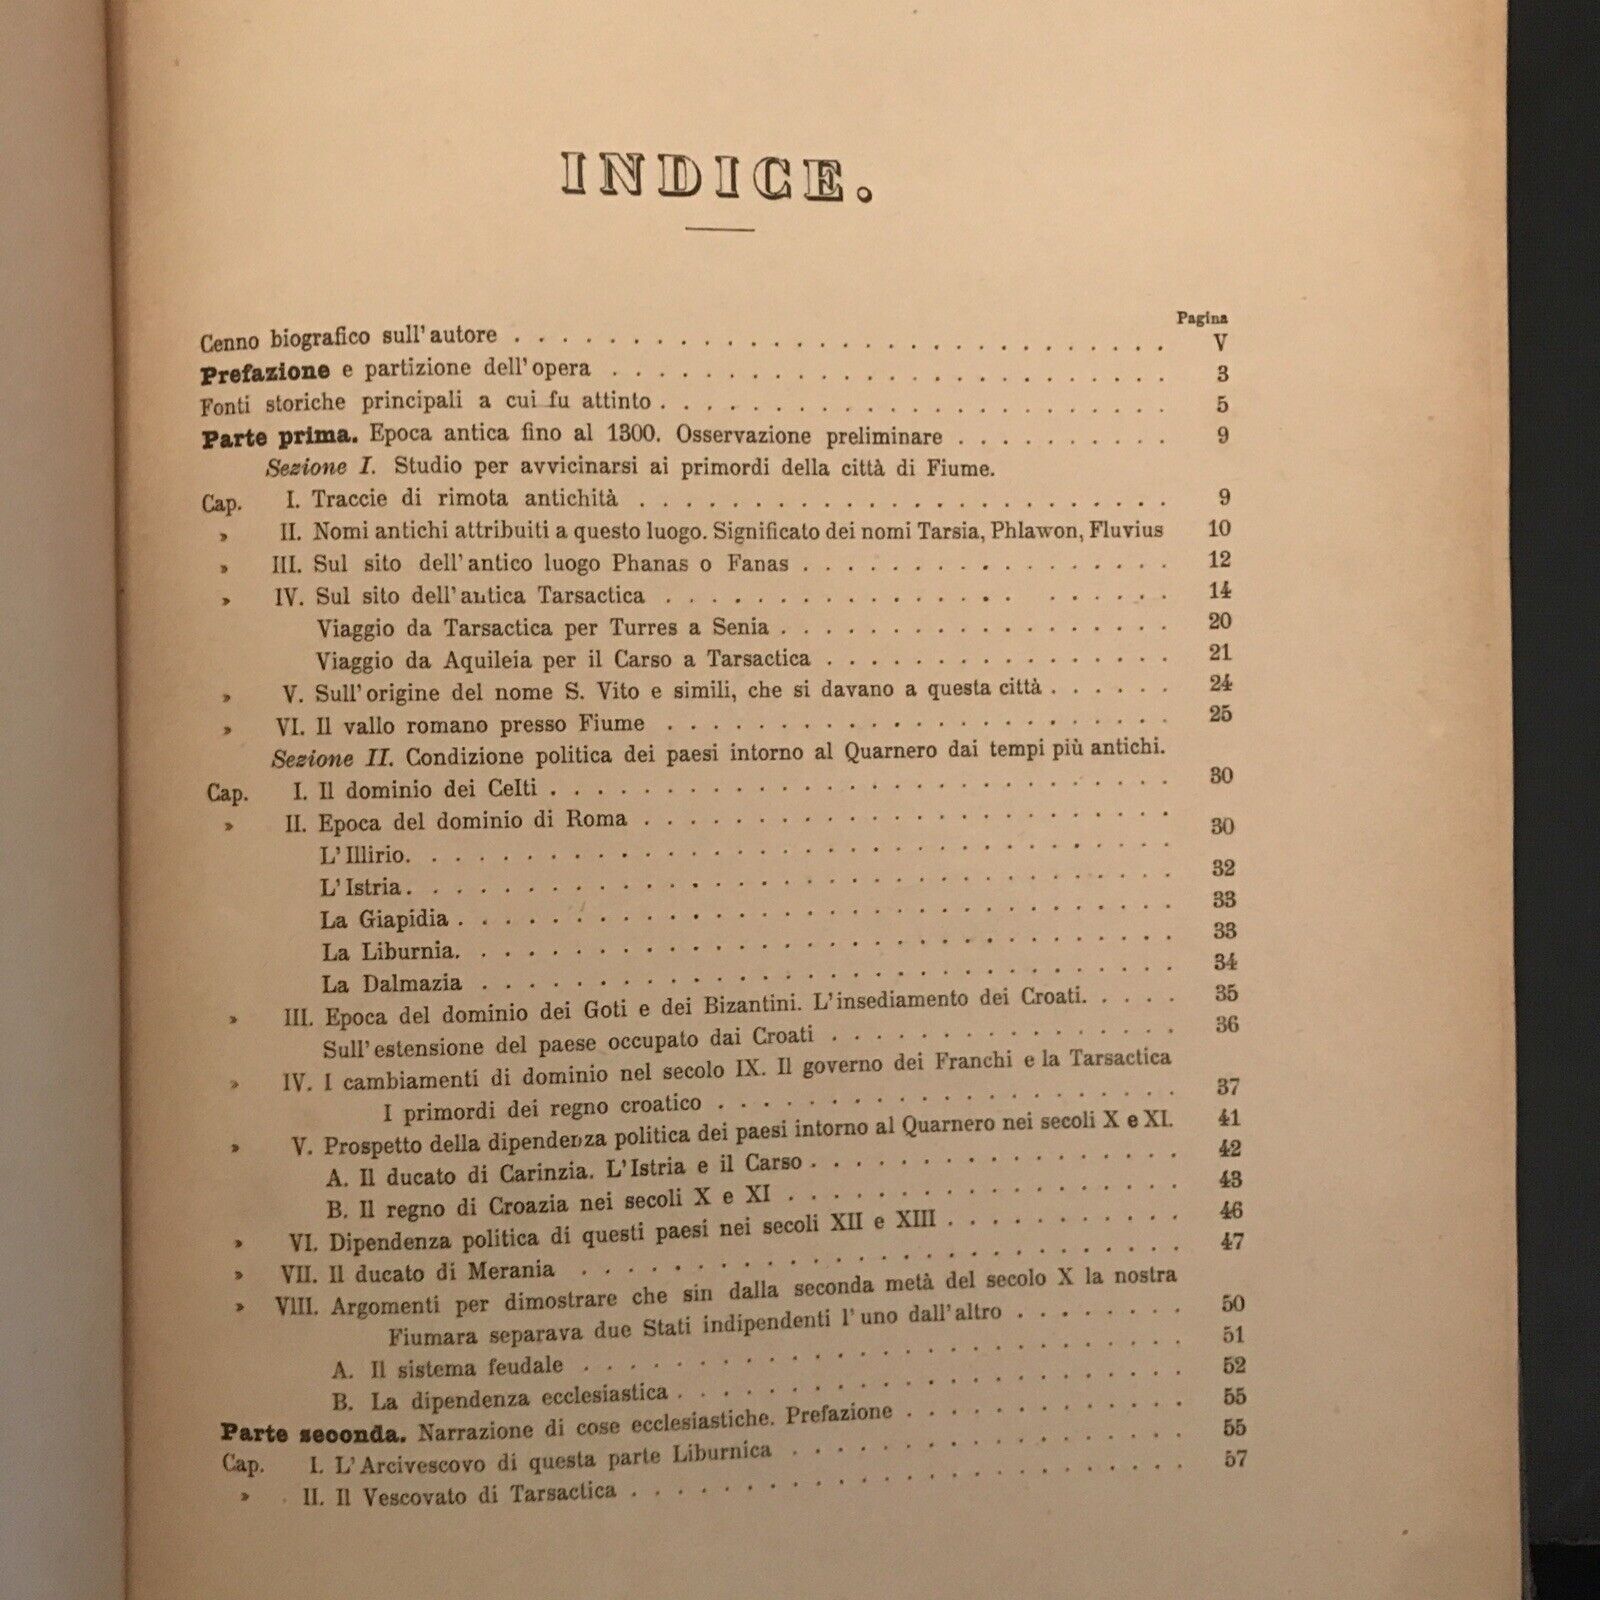 INDICE.
Pagina
Cenno biografico sull'autore . . . . . . . . . . . . . . . . . . . . . . . . . . . . V
Prefazione e partizione dell'opera . . . . . . . . . . . . . . . . . . . . . . . . 3
Fonti storiche principali a cui fu attinto . . . . . . . . . . . . . . . . . . . . . . 5
Parte prima. Epoca antica fino al 1300. Osservazione preliminare . . . . . . . . . . 9
Sezione I. Studio per avvicinarsi ai primordi della città di Fiume.
Cap. I. Traccie di rimota antichità . . . . . . . . . . . . . . . . . . . . . . . 9
» II. Nomi antichi attribuiti a questo luogo. Significato dei nomi Tarsia, Phlawon, Fluvius 10
» III. Sul sito dell'antico luogo Phanas o Fanas . . . . . . . . . . . . . . . . 12
» IV. Sul sito dell'antica Tarsactica . . . . . . . . . . . . . . . . . . . . . 14
Viaggio da Tarsactica per Turres a Senia . . . . . . . . . . . . . . . . . 20
Viaggio da Aquileia per il Carso a Tarsactica . . . . . . . . . . . . . . . 21
» V. Sull'origine del nome S. Vito e simili, che si davano a questa città . . . . . . 24
» VI. Il vallo romano presso Fiume . . . . . . . . . . . . . . . . . . . . . . 25
Sezione II. Condizione politica dei paesi intorno al Quarnero dai tempi più antichi.
Cap. I. Il dominio dei Celti . . . . . . . . . . . . . . . . . . . . . . . . . . . 30
» II. Epoca del dominio di Roma . . . . . . . . . . . . . . . . . . . . . . .
L'Illirio. . . . . . . . . . . . . . . . . . . . . . . . . . . . . . . . . 30
L'Istria . . . . . . . . . . . . . . . . . . . . . . . . . . . . . . . . . 32
La Giapidia . . . . . . . . . . . . . . . . . . . . . . . . . . . . . . . 33
La Liburnia. . . . . . . . . . . . . . . . . . . . . . . . . . . . . . . 33
La Dalmazia . . . . . . . . . . . . . . . . . . . . . . . . . . . . . . 34
» III. Epoca del dominio dei Goti e dei Bizantini. L'insediamento dei Croati. . . . . 35
Sull'estensione del paese occupato dai Croati . . . . . . . . . . . . . . . 36
» IV. I cambiamenti di dominio nel secolo IX. Il governo dei Franchi e la Tarsactica
I primordi dei regno croatico . . . . . . . . . . . . . . . . . . . . 37
» V. Prospetto della dipendenza politica dei paesi intorno al Quarnero nei secoli X e XI. 41
A. Il ducato di Carinzia. L'Istria e il Carso . . . . . . . . . . . . . . . . 42
B. Il regno di Croazia nei secoli X e XI . . . . . . . . . . . . . . . . . . 43
» VI. Dipendenza politica di questi paesi nei secoli XII e XIII . . . . . . . . . . . 46
» VII. Il ducato di Merania . . . . . . . . . . . . . . . . . . . . . . . . . . 47
» VIII. Argomenti per dimostrare che sin dalla seconda metà del secolo X la nostra
Fiumara separava due Stati indipendenti l'uno dall'altro . . . . . . . . 50
A. Il sistema feudale . . . . . . . . . . . . . . . . . . . . . . . . . . 51
B. La dipendenza ecclesiastica . . . . . . . . . . . . . . . . . . . . . . 52
Parte seconda. Narrazione di cose ecclesiastiche. Prefazione . . . . . . . . . . . . 55
Cap. I. L'Arcivescovo di questa parte Liburnica . . . . . . . . . . . . . . . . . 55
» II. Il Vescovato di Tarsactica . . . . . . . . . . . . . . . . . . . . . . . . 57